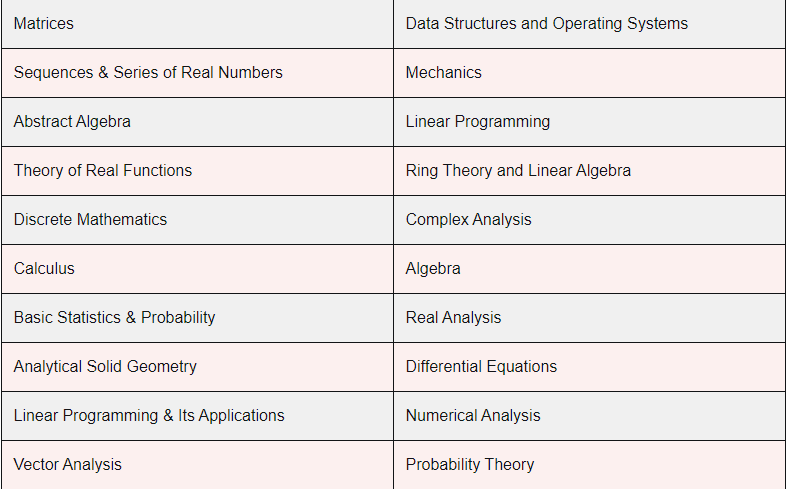 Matrices
Data Structures and Operating Systems
Sequences & Series of Real Numbers
Mechanics
Abstract Algebra
Linear Programming
Theory of Real Functions
Ring Theory and Linear Algebra
Discrete Mathematics
Complex Analysis
Calculus
Algebra
Basic Statistics & Probability
Real Analysis
Analytical Solid Geometry
Differential Equations
Linear Programming & Its Applications
Numerical Analysis
Vector Analysis
Probability Theory